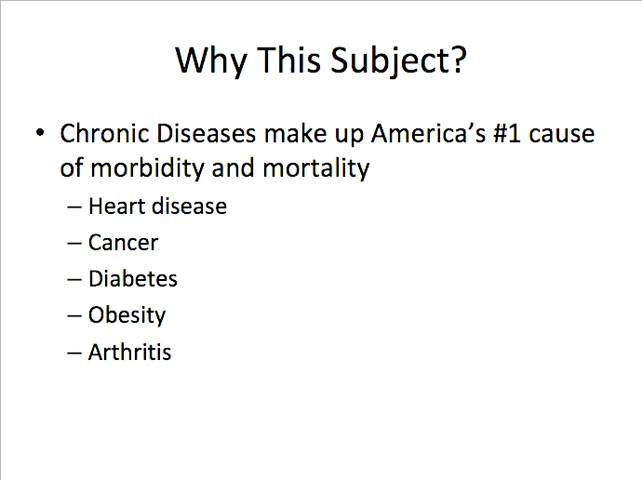 Why This Subject?
• Chronic Diseases make up America’s #1 cause
of morbidity and mortality
– Heart disease
– Cancer
– Diabetes
– Obesity
– Arthritis